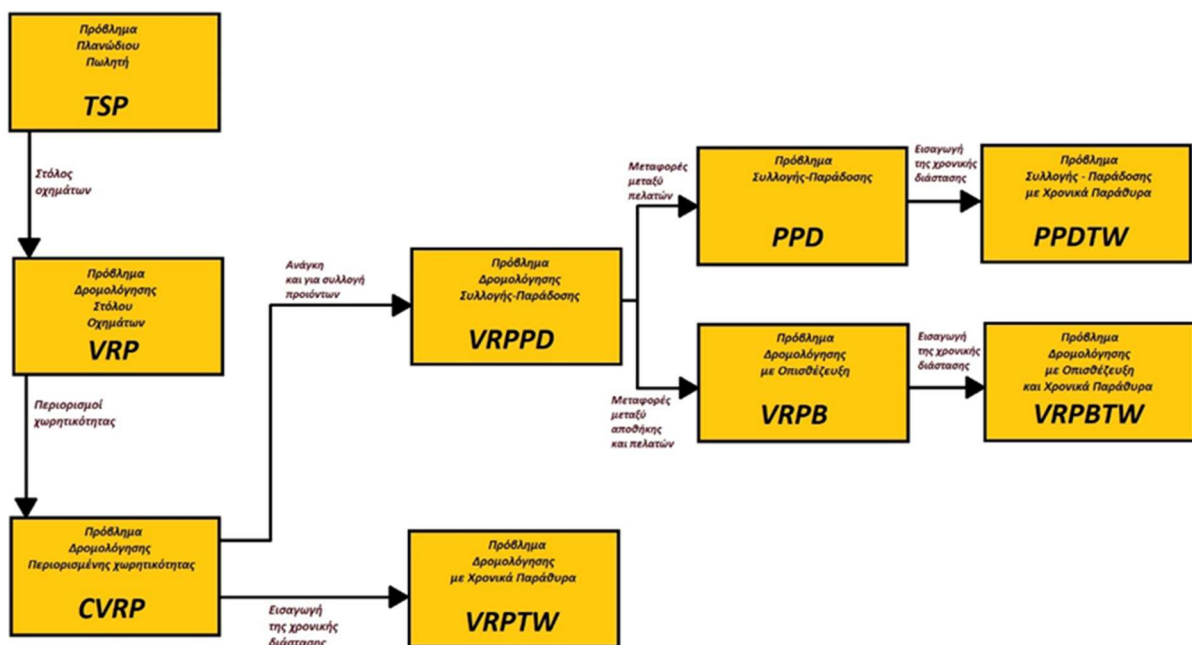 Πρόβλημα
Πλανώδιου
Πωλητή
TSP
Στόλος
οχημάτων
Πρόβλημα
Δρομολόγησης
Στόλου
Οχημάτων
VRP
Περιορισμοί
χωρητικότητας
Πρόβλημα
Δρομολόγησης
Περιορισμένης χωρητικότητας
CVRP
Ανάγκη
και για συλλογή
προιόντων
Πρόβλημα
Δρομολόγησης
Συλλογής-Παράδοσης
VRPPD
Εισαγωγή
της χρονικής
διάστασης
Πρόβλημα
Δρομολόγησης
με Χρονικά Παράθυρα
VRPTW
Μεταφορές
μεταξύ
πελατών
Πρόβλημα
Συλλογής-Παράδοσης
PPD
Εισαγωγή
της χρονικής
διάστασης
Πρόβλημα
Συλλογής - Παράδοσης
με Χρονικά Παράθυρα
PPDTW
Μεταφορές
μεταξύ
αποθήκης
και πελατών
Πρόβλημα
Δρομολόγησης
με Οπισθέζευξη
VRPB
Εισαγωγή
της χρονικής
διάστασης
Πρόβλημα
Δρομολόγησης
με Οπισθέζευξη
και Χρονικά Παράθυρα
VRPBTW